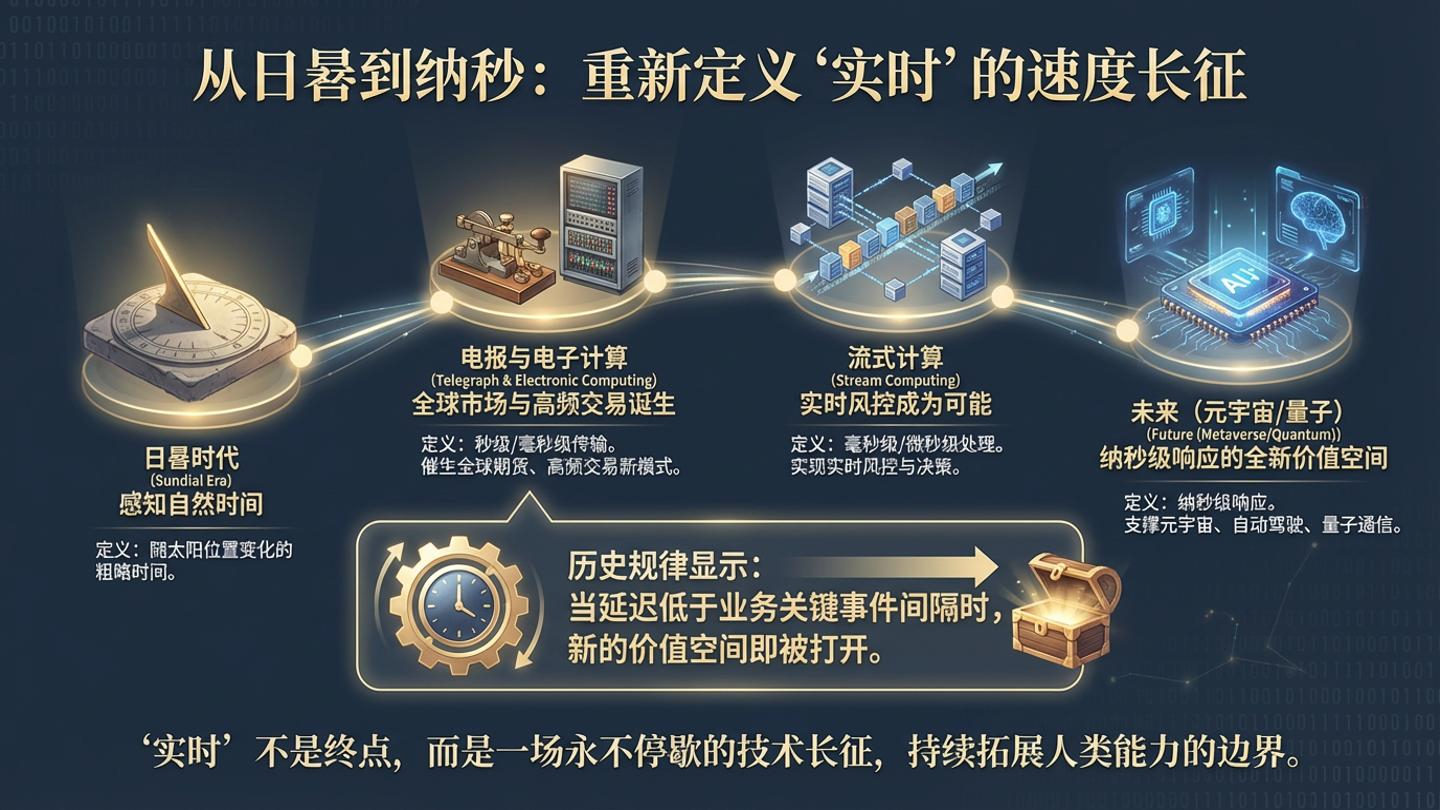 从日晷到纳秒：重新定义‘实时’的速度长征
日晷时代
(Sundial Era)
感知自然时间
定义：随太阳位置变化的
粗略时间。
电报与电子计算
(Telegraph & Electronic Computing)
全球市场与高频交易诞生
定义：秒级/毫秒级传输。
催生全球期货、高频交易新模式。
流式计算
(Stream Computing)
实时风控成为可能
定义：毫秒级/微秒级处理。
实现实时风控与决策。
AI
未来（元宇宙/量子）
(Future (Metaverse/Quantum))
纳秒级响应的全新价值空间
定义：纳秒级响应。
支撑元宇宙、自动驾驶、量子通信。
历史规律显示：
当延迟低于业务关键事件间隔时，
新的价值空间即被打开。
‘实时’不是终点，而是一场永不停歇的技术长征，持续拓展人类能力的边界。